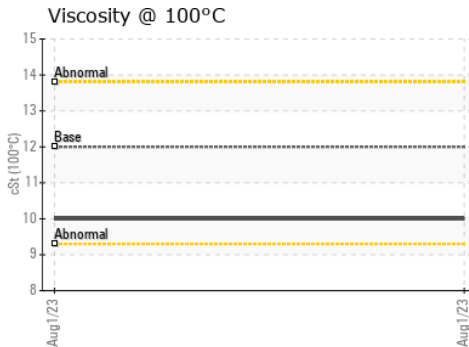 Viscosity @ 100°C
15
Abnormal
14
13
Base
12
11
10
Abnormal
9
8
cSt (100°C)
Aug1/23
Aug1/23